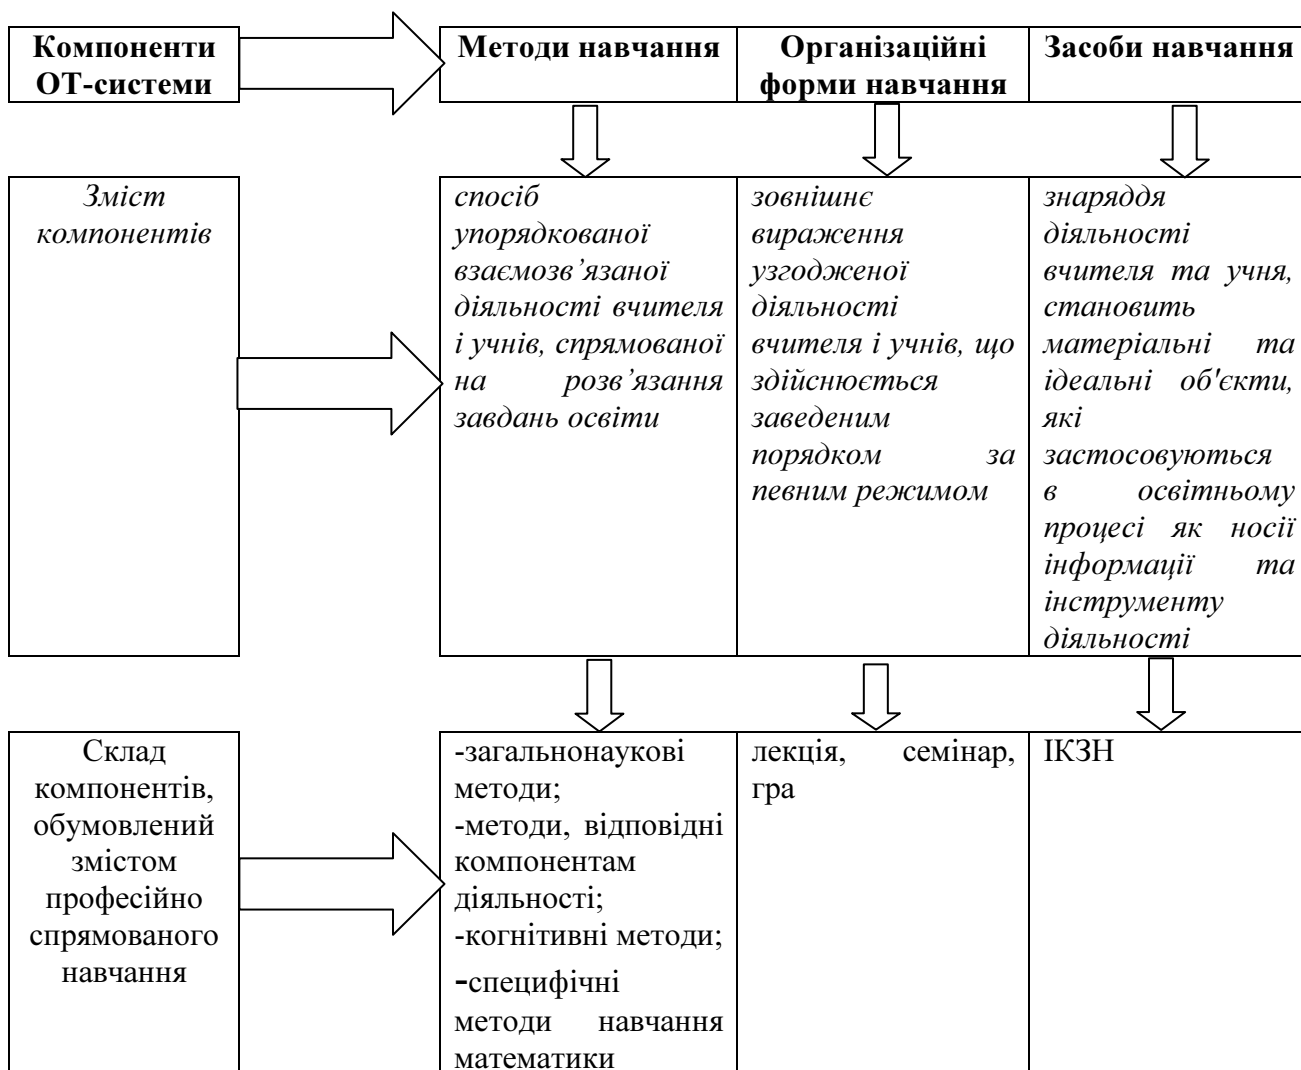 Компоненти
ОТ-системи
Методи навчання
Організаційні
форми навчання
Засоби навчання
Зміст
компонентів
спосіб
упорядкованої
взаємозв’язаної
діяльності вчителя
і учнів, спрямованої
на розв’язання
завдань освіти
зовнішнє
вираження
узгодженої
діяльності
вчителя і учнів, що
здійснюється
заведеним
порядком за
певним режимом
знаряддя
діяльності
вчителя та учня,
становить
матеріальні та
ідеальні об'єкти,
які
застосовуються
в освітньому
процесі як носії
інформації та
інструменту
діяльності
Склад
компонентів,
обумовлений
змістом
професійно
спрямованого
навчання
-загальнонаукові
методи;
-методи, відповідні
компонентам
діяльності;
-когнітивні методи;
-специфічні
методи навчання
математики
лекція, семінар,
гра
ІКЗН